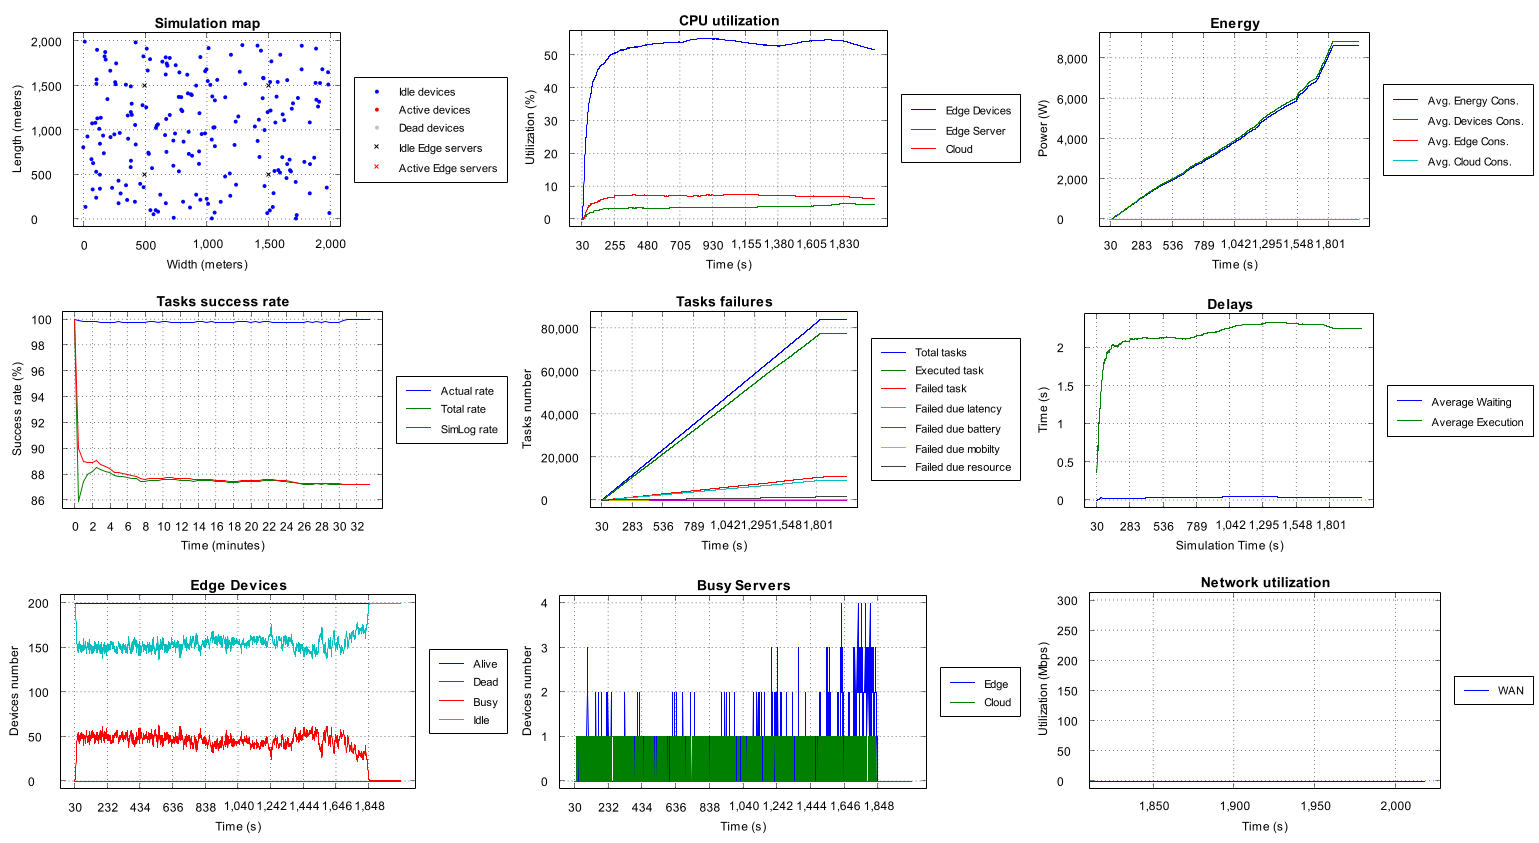 Simulation map
2,000
1,500
1,000
500
0
Length (meters)
0 500 1,000 1,500 2,000
Width (meters)
Idle devices
Active devices
Dead devices
Idle Edge servers
Active Edge servers
CPU utilization
50
40
30
20
10
0
Utilization (%)
30 255 480 705 930 1,155 1,380 1,605 1,830
Time (s)
Edge Devices
Edge Server
Cloud
Energy
8,000
6,000
4,000
2,000
0
Power (W)
30 283 536 789 1,042 1,295 1,548 1,801
Time (s)
Avg. Energy Cons.
Avg. Devices Cons.
Avg. Edge Cons.
Avg. Cloud Cons.
Tasks success rate
100
98
96
94
92
90
88
86
Success rate (%)
0 2 4 6 8 10 12 14 16 18 20 22 24 26 28 30 32
Time (minutes)
Actual rate
Total rate
SimLog rate
Tasks failures
80,000
60,000
40,000
20,000
0
Tasks number
30 283 536 789 1,042 1,295 1,548 1,801
Time (s)
Total tasks
Executed task
Failed task
Failed due latency
Failed due battery
Failed due mobilty
Failed due resource
Delays
2
1.5
1
0.5
0
Time (s)
30 283 536 789 1,042 1,295 1,548 1,801
Simulation Time (s)
Average Waiting
Average Execution
Edge Devices
200
150
100
50
0
Devices number
30 232 434 636 838 1,040 1,242 1,444 1,646 1,848
Time (s)
Alive
Dead
Busy
Idle
Busy Servers
4
3
2
1
0
Devices number
30 232 434 636 838 1,040 1,242 1,444 1,646 1,848
Time (s)
Edge
Cloud
Network utilization
300
250
200
150
100
50
0
Utilization (Mbps)
1,850 1,900 1,950 2,000
Time (s)
WAN